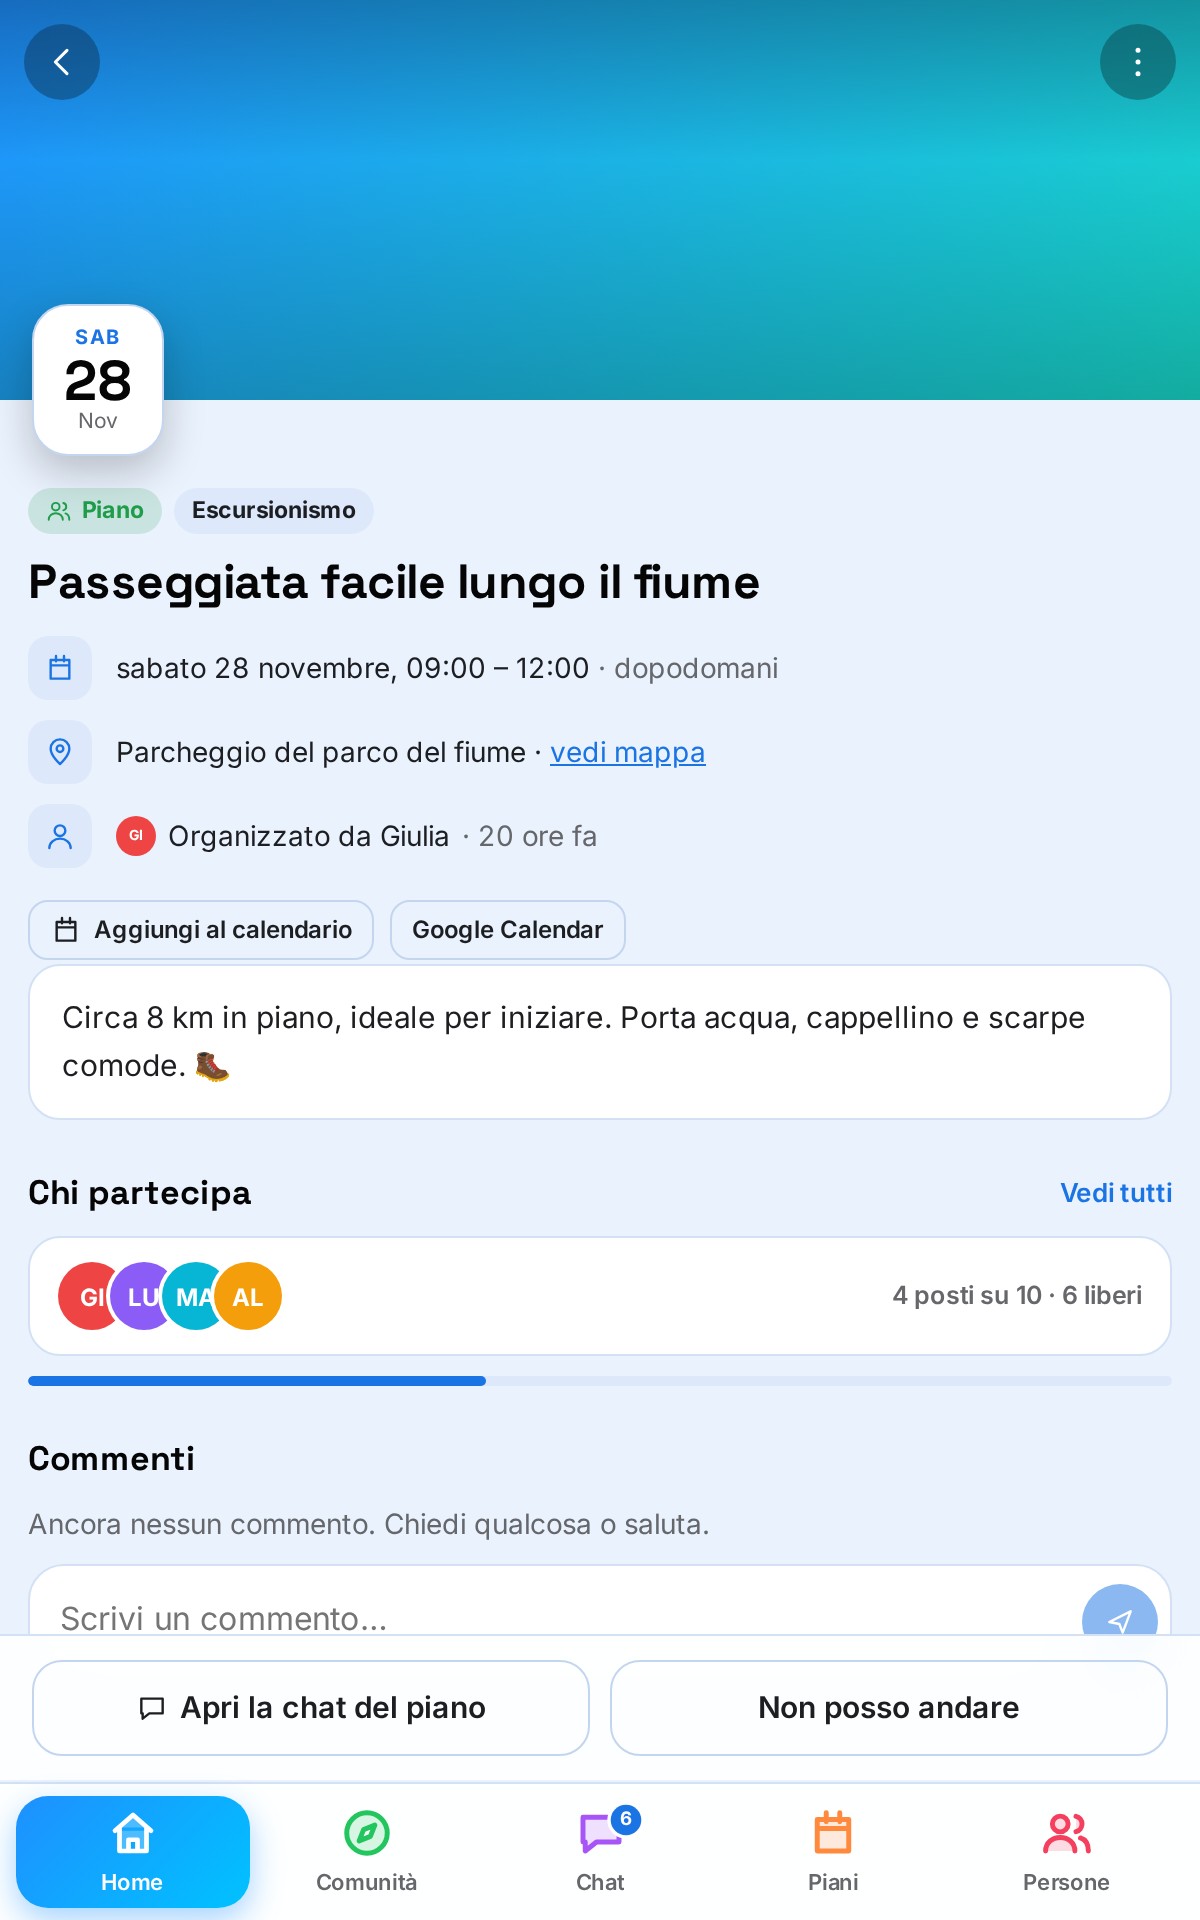 SAB
28
Nov
Piano
Escursionismo
Passeggiata facile lungo il fiume
sabato 28 novembre, 09:00 – 12:00 · dopodomani
Parcheggio del parco del fiume · vedi mappa
GI Organizzato da Giulia · 20 ore fa
Aggiungi al calendario
Google Calendar
Circa 8 km in piano, ideale per iniziare. Porta acqua, cappellino e scarpe
comode. 🥾
Chi partecipa
Vedi tutti
GI LU MA AL
4 posti su 10 · 6 liberi
Commenti
Ancora nessun commento. Chiedi qualcosa o saluta.
Scrivi un commento...
Apri la chat del piano
Non posso andare
6
Home
Comunità
Chat
Piani
Persone